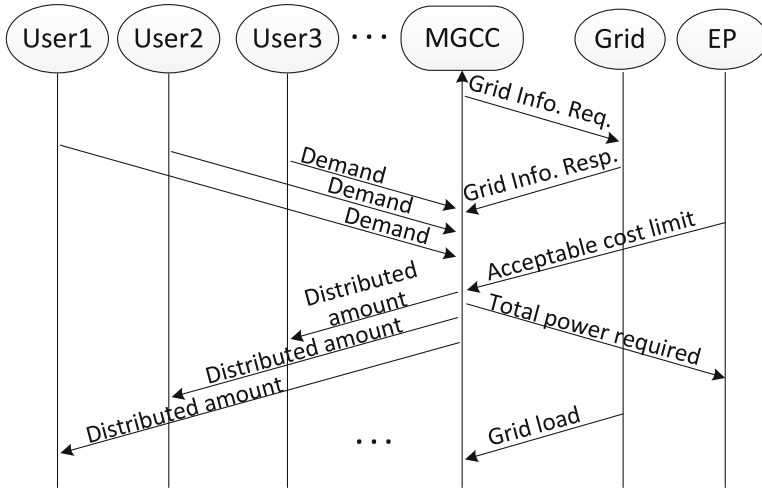 User1 User2 User3 ··· MGCC Grid EP
Grid Info. Req.
Demand
Grid Info. Resp.
Demand
Demand
Acceptable cost limit
Distributed
amount
Total power required
Distributed amount
Distributed amount
Grid load
···